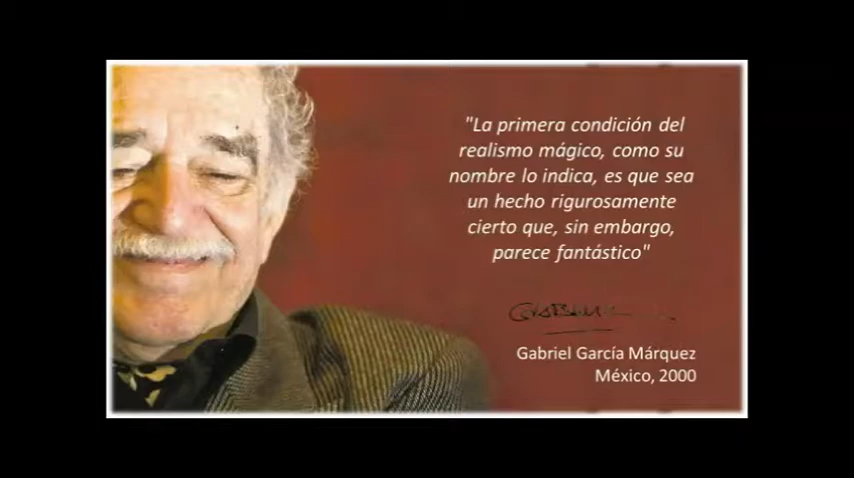 "La primera condición del
realismo mágico, como su
nombre lo indica, es que sea
un hecho rigurosamente
cierto que, sin embargo,
parece fantástico"
Gabriel García Márquez
México, 2000